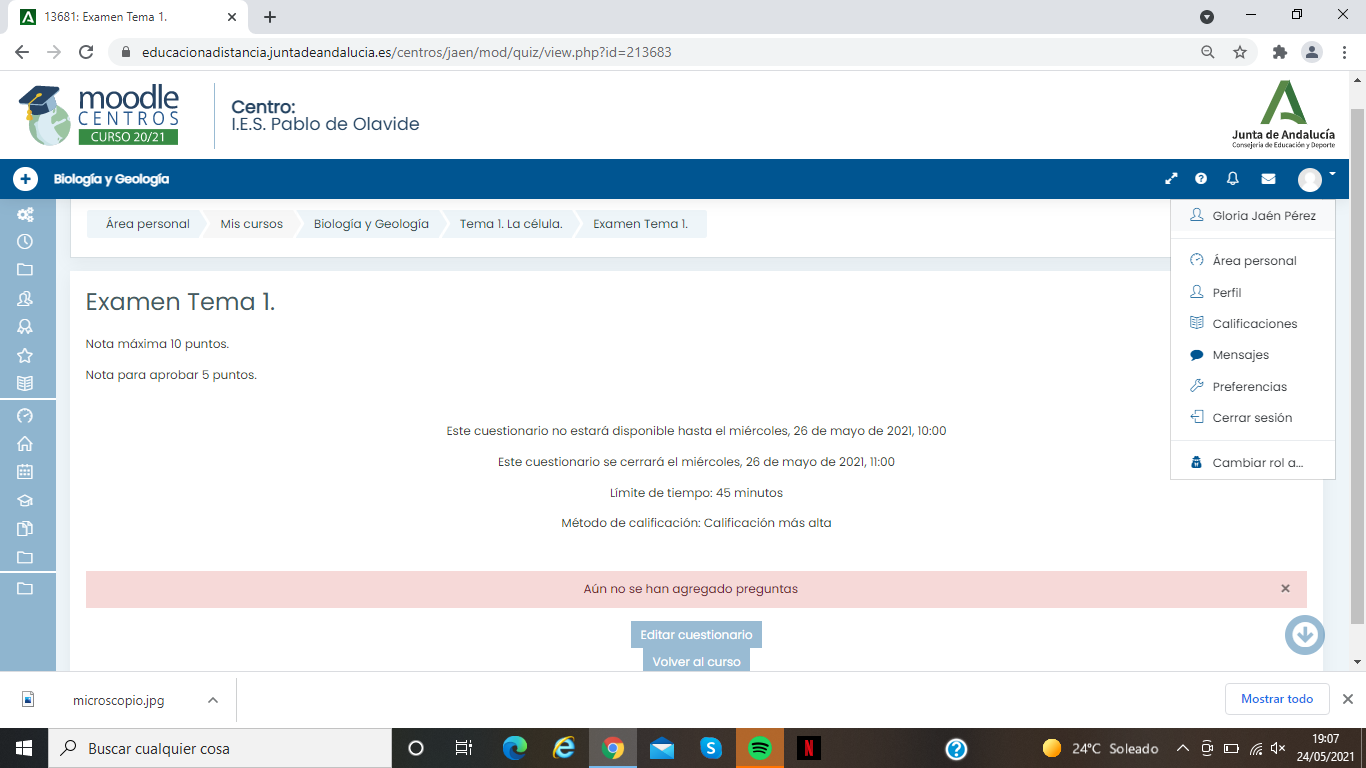 13681: Examen Tema 1.
educacionadistancia.juntadeandalucia.es/centros/jaen/mod/quiz/view.php?id=213683
moodle
CENTROS
CURSO 20/21
Centro:
I.E.S. Pablo de Olavide
Junta de Andalucía
Consejería de Educación y Deporte
Biología y Geología
Área personal
Mis cursos
Biología y Geología
Tema 1. La célula.
Examen Tema 1.
Gloria Jaén Pérez
Área personal
Perfil
Calificaciones
Mensajes
Preferencias
Cerrar sesión
Cambiar rol a...
Examen Tema 1.
Nota máxima 10 puntos.
Nota para aprobar 5 puntos.
Este cuestionario no estará disponible hasta el miércoles, 26 de mayo de 2021, 10:00
Este cuestionario se cerrará el miércoles, 26 de mayo de 2021, 11:00
Límite de tiempo: 45 minutos
Método de calificación: Calificación más alta
Aún no se han agregado preguntas
Editar cuestionario
Volver al curso
microscopio.jpg
Mostrar todo
Buscar cualquier cosa
24°C Soleado
19:07
24/05/2021